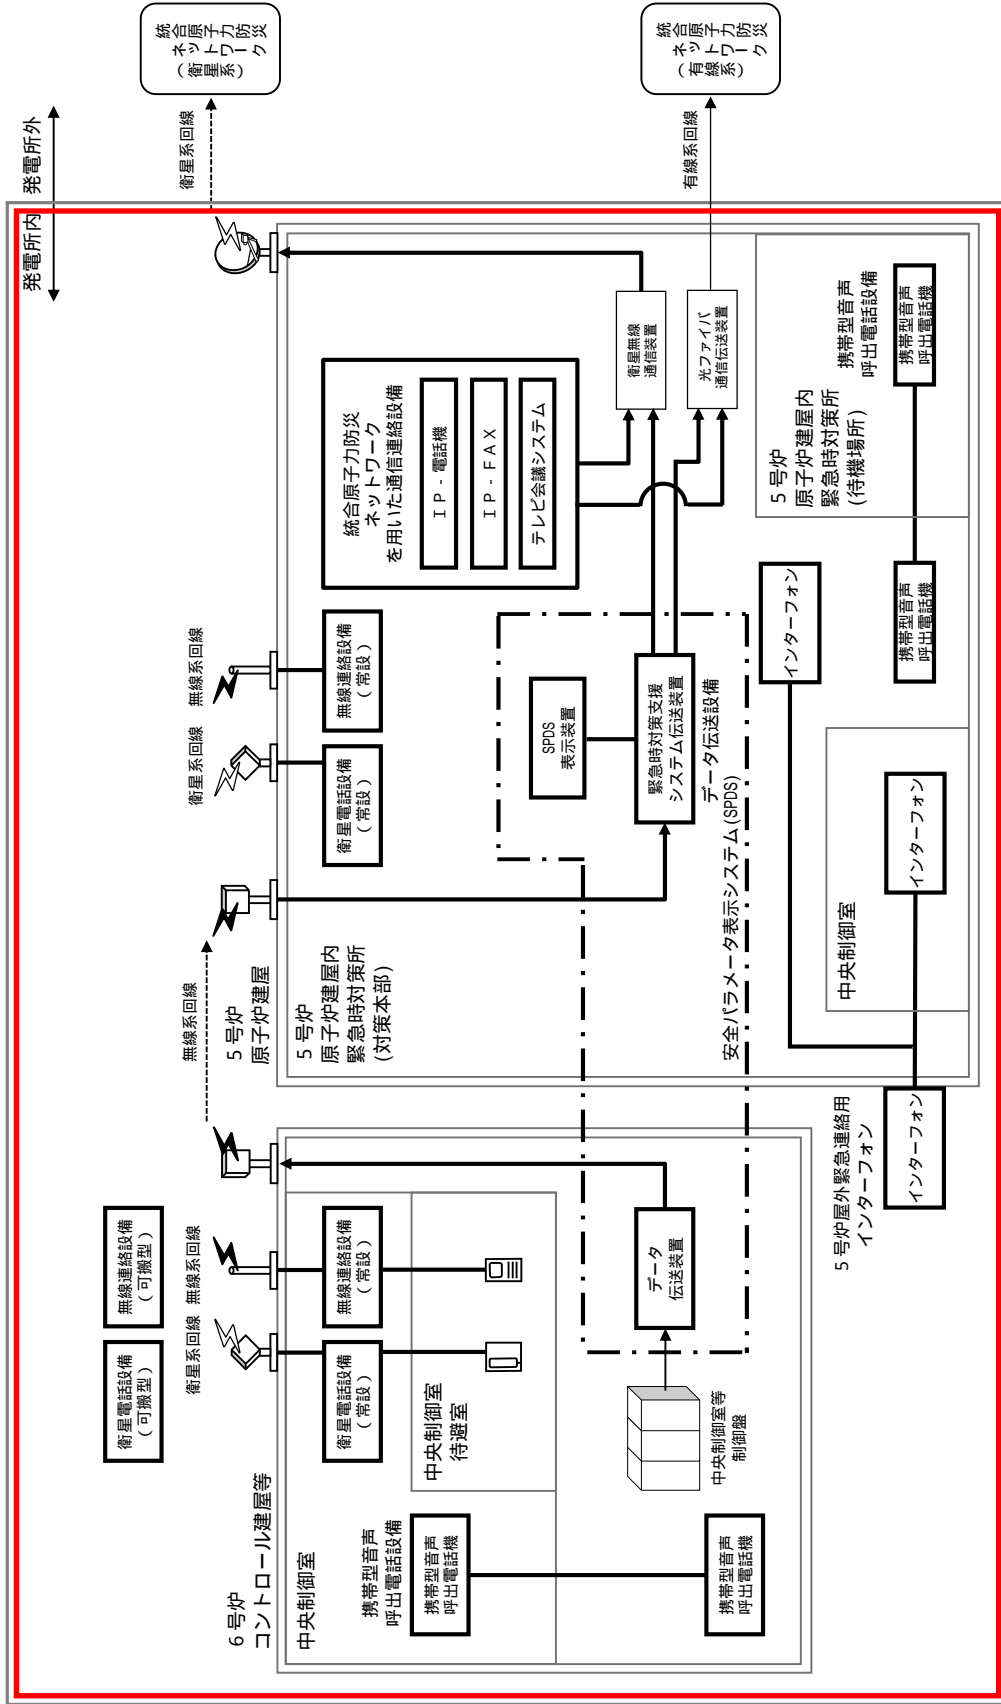 発電所内　発電所外
衛星系回線
統合原子力防災
ネットワーク
（衛星系）
有線系回線
統合原子力防災
ネットワーク
（有線系）
衛星電話設備
（可搬型）
無線連絡設備
（可搬型）
衛星系回線
無線系回線
無線系回線
衛星系回線
無線系回線
6号炉
コントロール建屋等
中央制御室
携帯型音声
呼出電話設備
携帯型音声
呼出電話機
携帯型音声
呼出電話機
衛星電話設備
（常設）
無線連絡設備
（常設）
中央制御室
待避室
中央制御室等
制御盤
データ
伝送装置
5号炉
原子炉建屋
5号炉
原子炉建屋内
緊急時対策所
(対策本部)
衛星電話設備
（常設）
無線連絡設備
（常設）
統合原子力防災
ネットワーク
を用いた通信連絡設備
ＩＰ‐電話機
ＩＰ‐ＦＡＸ
テレビ会議システム
衛星無線
通信装置
光ファイバ
通信伝送装置
SPDS
表示装置
緊急時対策支援
システム伝送装置
データ伝送設備
安全パラメータ表示システム(SPDS)
5号炉屋外緊急連絡用
インターフォン
インターフォン
中央制御室
インターフォン
インターフォン
5号炉
原子炉建屋内
緊急時対策所
(待機場所)
携帯型音声
呼出電話設備
携帯型音声
呼出電話機
携帯型音声
呼出電話機